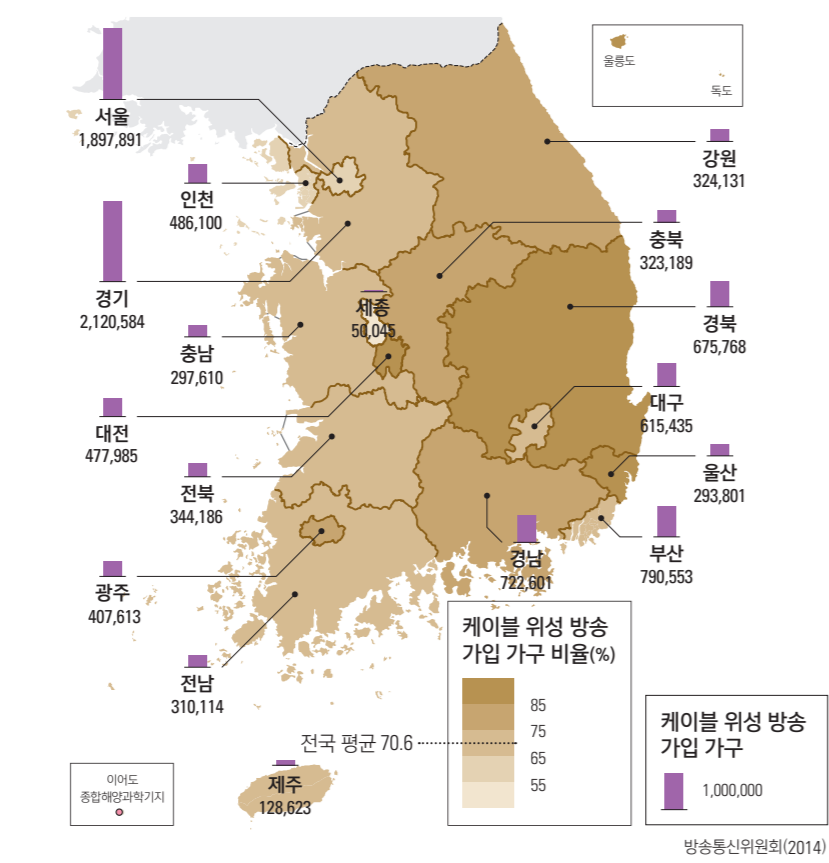 울릉도
독도
서울
1,897,891
강원
324,131
인천
486,100
충북
323,189
경기
2,120,584
세종
50,045
경북
675,768
충남
297,610
대구
615,435
대전
477,985
울산
293,801
전북
344,186
부산
790,553
경남
722,601
광주
407,613
전남
310,114
케이블 위성 방송
가입 가구 비율(%)
85
75
65
55
전국 평균 70.6
케이블 위성 방송
가입 가구
1,000,000
이어도
종합해양과학기지
제주
128,623
방송통신위원회(2014)